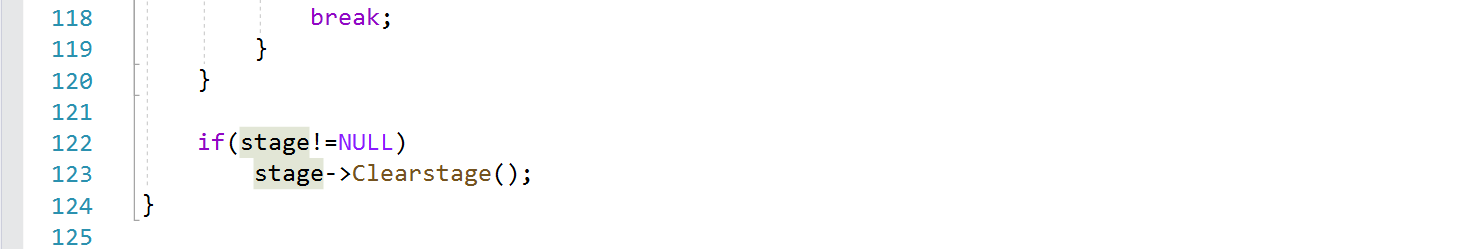 118 break;
119 }
120 }
121
122 if(stage!=NULL)
123 stage->Clearstage();
124 }
125